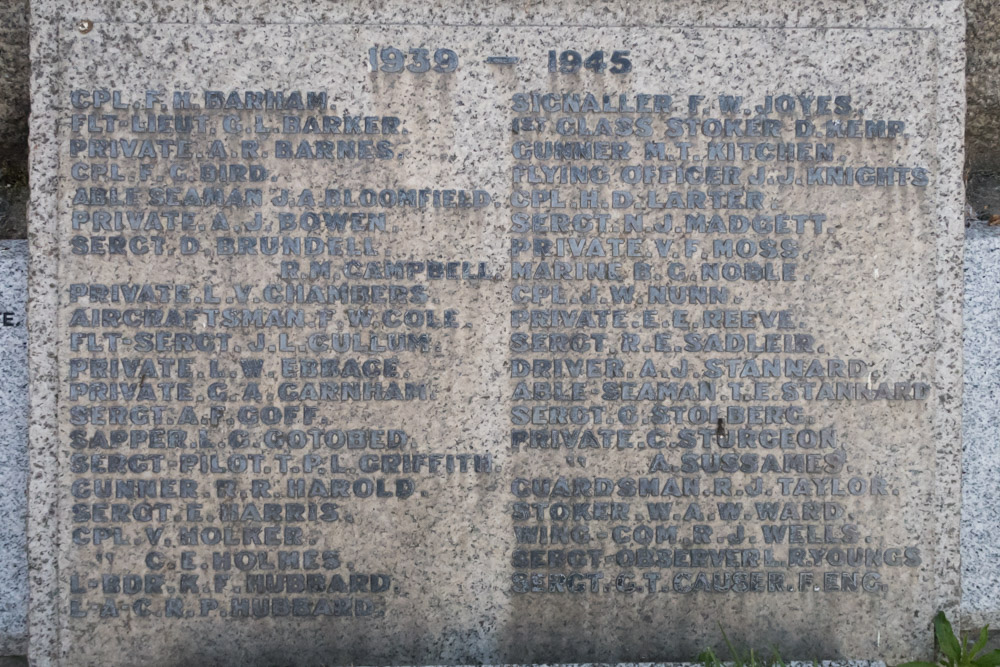 1939 - 1945
CPL. F. H. BARHAM.
FLT-LIEUT. G. L. BARKER.
PRIVATE. A. R. BARNES.
CPL. F. G. BIRD.
ABLE SEAMAN J. A. BLOOMFIELD.
PRIVATE. A. J. BOWEN.
SERGT. D. BRUNDELL.
R. M. CAMPBELL.
PRIVATE. L. V. CHAMBERS.
AIRCRAFTSMAN F. W. COLE.
FLT-SERGT. J. L. CULLUM.
PRIVATE. L. W. EBBAGE.
PRIVATE. G. A. GARNHAM.
SERGT. A. F. GOFF.
SAPPER. L. G. GOTOBED.
SERGT-PILOT. T. P. L. GRIFFITH.
GUNNER R. R. HAROLD.
SERGT. E. HARRIS.
CPL. V. HOLKER.
" C. E. HOLMES
L-BDR. K. F. HUBBARD.
L-A-C. R. P. HUBBARD.
SIGNALLER F. W. JOYES.
1ST CLASS STOKER D. KEMP.
GUNNER M. T. KITCHEN.
FLYING OFFICER J. J. KNIGHTS
CPL. H. D. LARTER.
SERGT. N. J. MADGETT.
PRIVATE. V. F. MOSS.
MARINE B. G. NOBLE.
CPL. J. W. NUNN.
PRIVATE. E. E. REEVE.
SERGT. R. E. SADLEIR.
DRIVER. A. J. STANNARD.
ABLE SEAMAN. T. E. STANNARD
SERGT. G. STOLBERG.
PRIVATE. C. STURGEON.
" A. SUSSAMES
GUARDSMAN. R. J. TAYLOR.
STOKER. W. A. W. WARD.
WING-COM. R. J. WELLS.
SERGT-OBSERVER L. R. YOUNGS
SERGT. G. T. CAUSER. F. ENG.